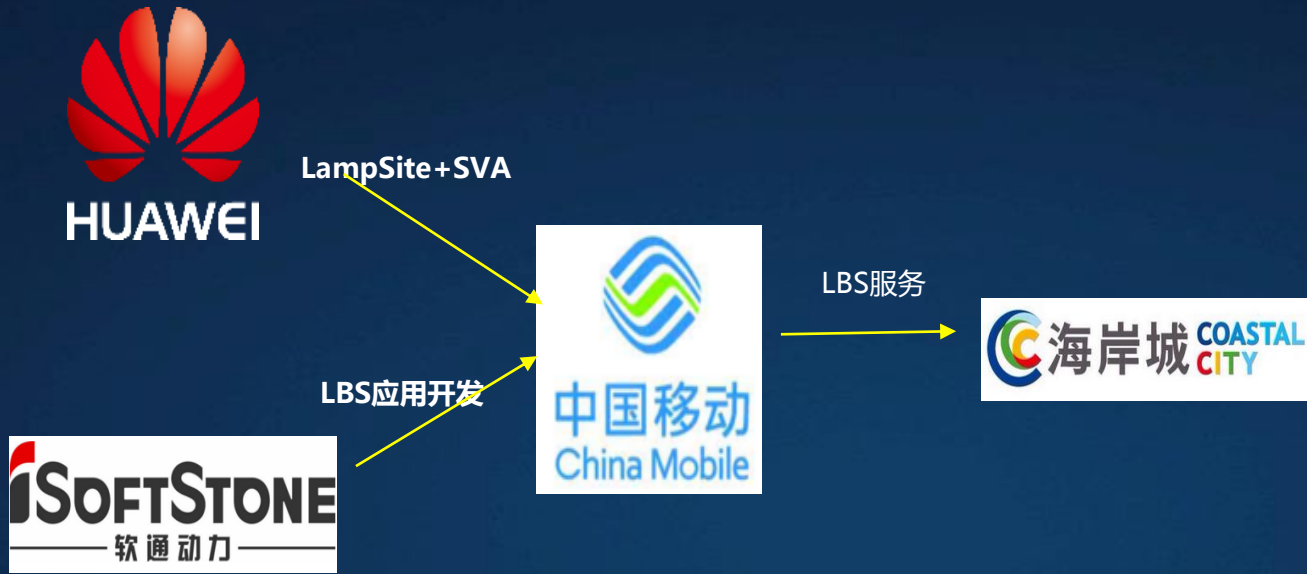 HUAWEI
LampSite+SVA
LBS服务
海岸城 COASTAL
CITY
LBS应用开发
中国移动
China Mobile
iSOFTSTONE
软通动力